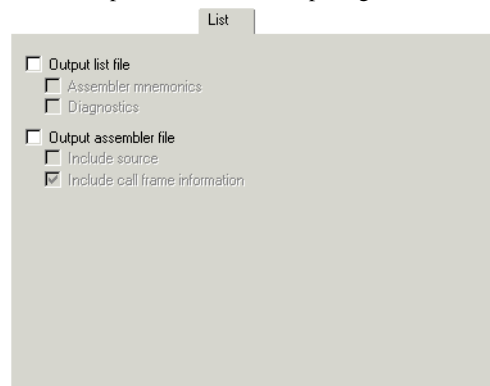 List
Output list file
Assembler mnemonics
Diagnostics
Output assembler file
Include source
Include call frame information